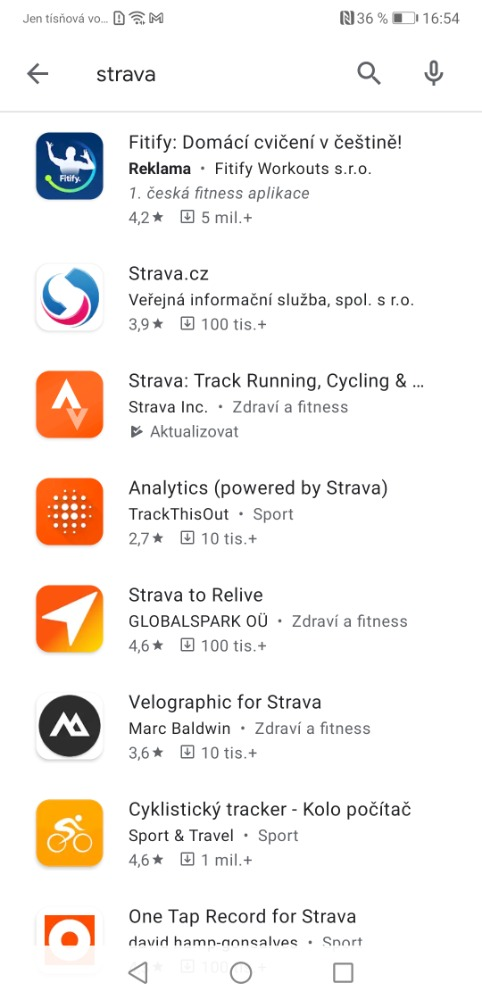 Jen tísňová vo...
36 %
16:54
strava
Fitify: Domácí cvičení v češtině!
Reklama • Fitify Workouts s.r.o.
1. česká fitness aplikace
4,2★ 5 mil.+
Fitify.
Strava.cz
Veřejná informační služba, spol. s r.o.
3,9★ 100 tis.+
Strava: Track Running, Cycling & ...
Strava Inc. • Zdraví a fitness
Aktualizovat
Analytics (powered by Strava)
TrackThisOut • Sport
2,7★ 10 tis.+
Strava to Relive
GLOBALSPARK OÜ • Zdraví a fitness
4,6★ 100 tis.+
Velographic for Strava
Marc Baldwin • Zdraví a fitness
3,6★ 10 tis.+
Cyklistický tracker - Kolo počítač
Sport & Travel • Sport
4,6★ 1 mil.+
One Tap Record for Strava
david hamp-gonsalves • Sport